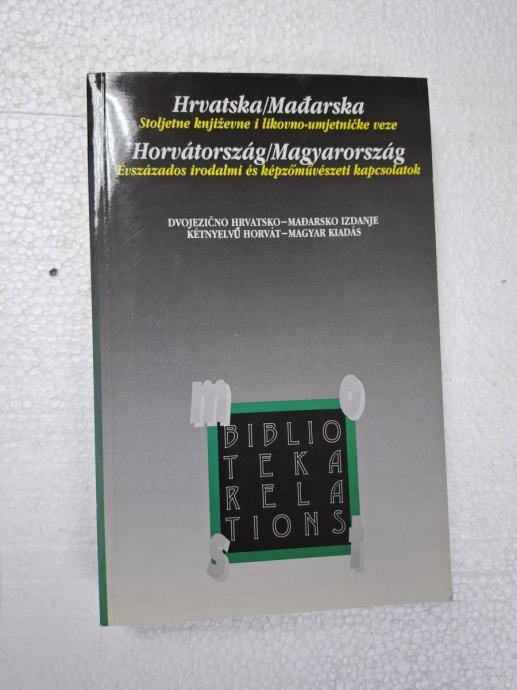 Hrvatska/Mađarska
Stoljetne književne i likovno-umjetničke veze
Horvátország/Magyarország
Évszázados irodalmi és képzőművészeti kapcsolatok
DVOJEZIČNO HRVATSKO–MAĐARSKO IZDANJE
KÉTNYELVŰ HORVÁT–MAGYAR KIADÁS
m O
BIBLIO
TEKA
RELA
TIONS
S T